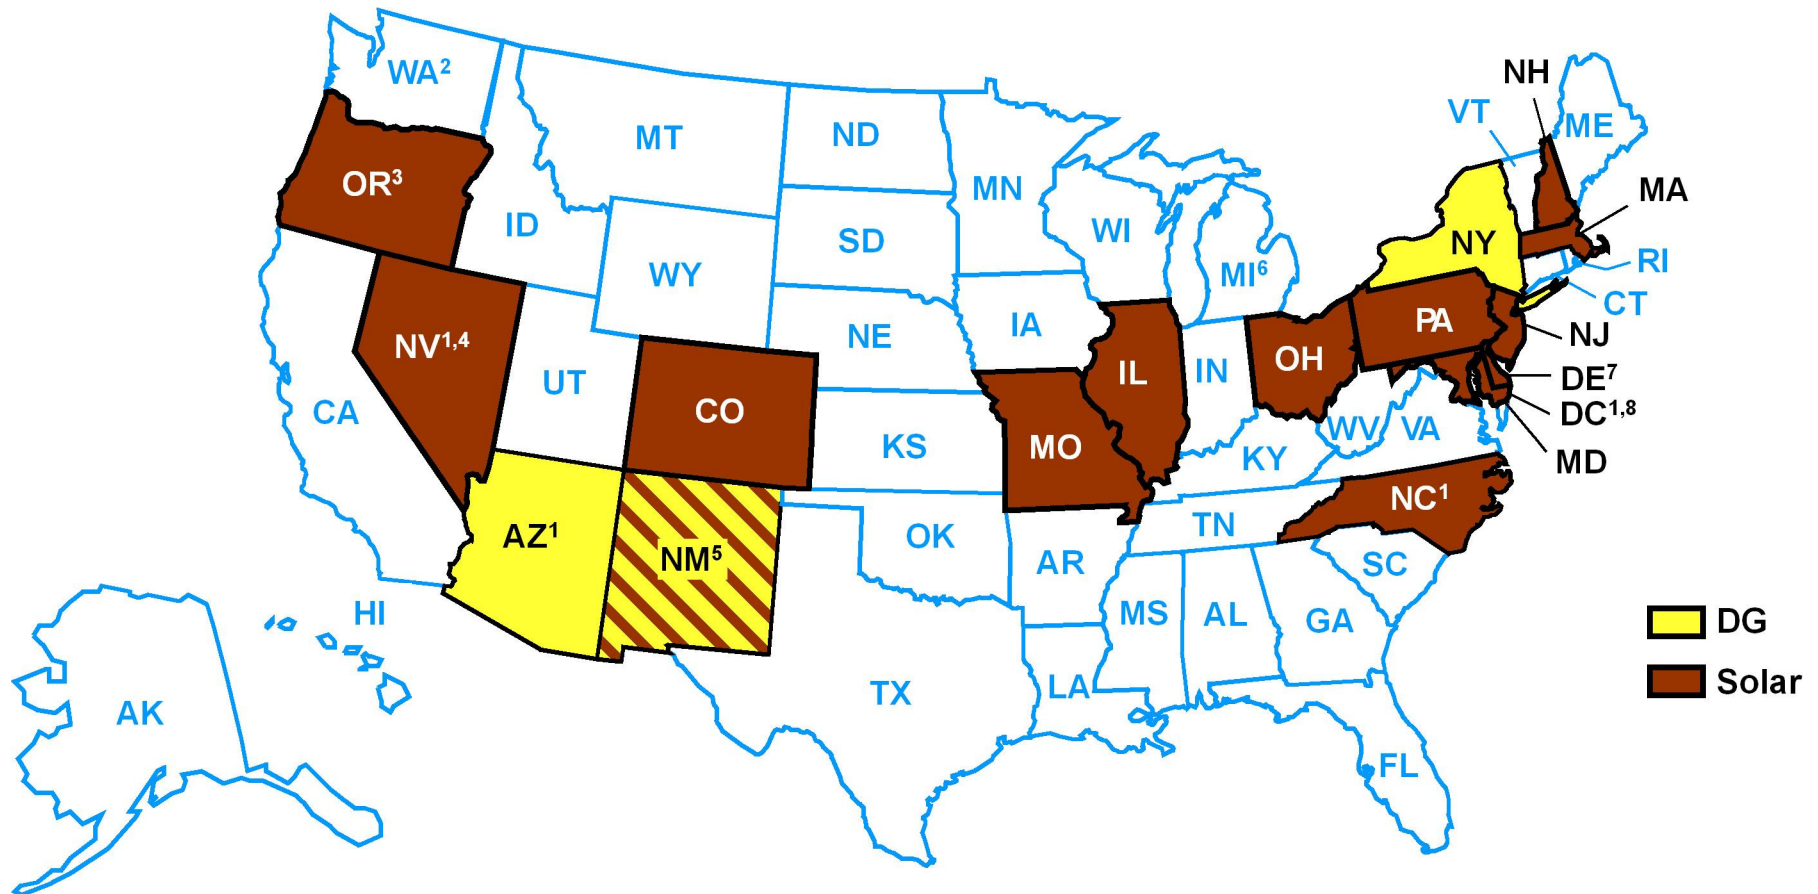 NH
WA²
VT
ME
ND
MT
OR³
MN
MA
ID
WI
SD
NY
RI
WY
MI⁶
CT
NE
IA
PA
NJ
NV¹,⁴
OH
IL
IN
DE⁷
UT
CO
DC¹,⁸
CA
WV
VA
KS
MO
KY
MD
NC¹
TN
AZ¹
OK
NM⁵
AR
SC
HI
MS
AL
GA
DG
LA
Solar
TX
AK
FL